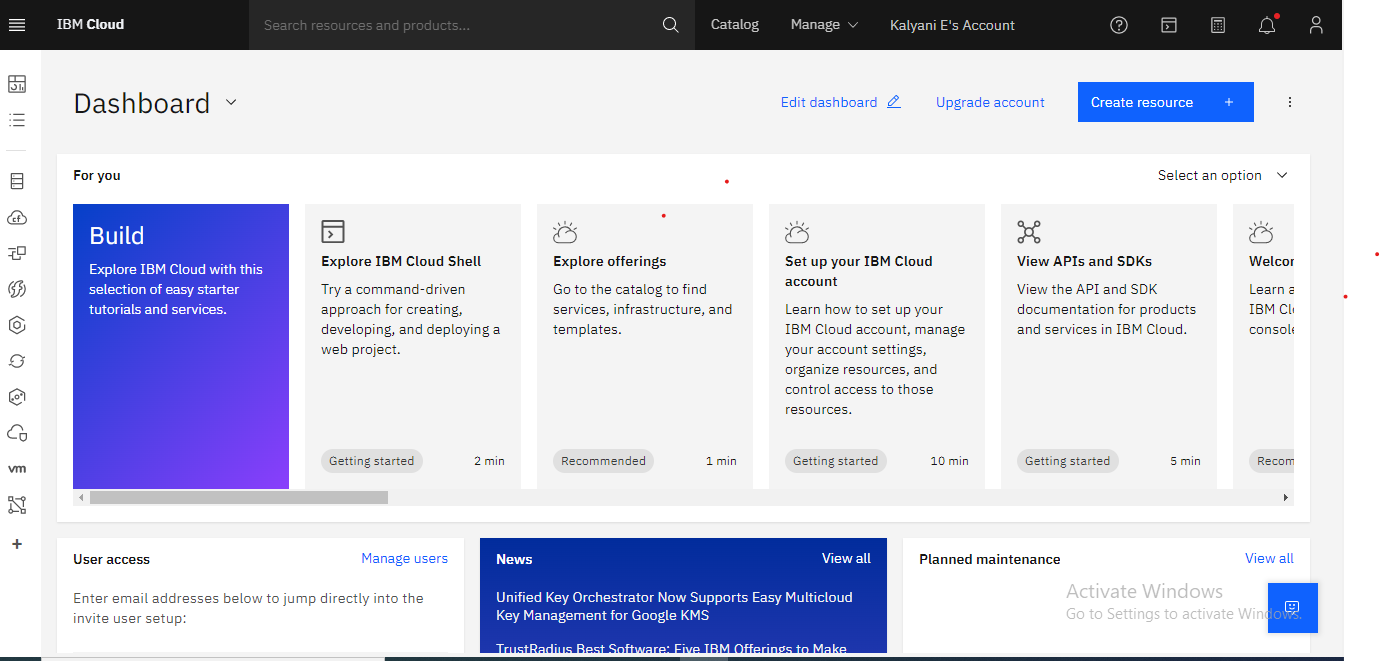 IBM Cloud
Search resources and products...
Catalog
Manage
Kalyani E's Account
Dashboard
Edit dashboard
Upgrade account
Create resource +
For you
Select an option
Build
Explore IBM Cloud with this
selection of easy starter
tutorials and services.
Explore IBM Cloud Shell
Try a command-driven
approach for creating,
developing, and deploying a
web project.
Getting started
2 min
Explore offerings
Go to the catalog to find
services, infrastructure, and
templates.
Recommended
1 min
Set up your IBM Cloud
account
Learn how to set up your
IBM Cloud account, manage
your account settings,
organize resources, and
control access to those
resources.
Getting started
10 min
View APIs and SDKs
View the API and SDK
documentation for products
and services in IBM Cloud.
Getting started
5 min
Welcor
Learn a
IBM Cl
console
Recom
vm
User access
Manage users
Enter email addresses below to jump directly into the
invite user setup:
News
View all
Unified Key Orchestrator Now Supports Easy Multicloud
Key Management for Google KMS
TrustRadius Best Software: Five IBM Offerings to Make
Planned maintenance
View all
Activate Windows
Go to Settings to activate Windows.